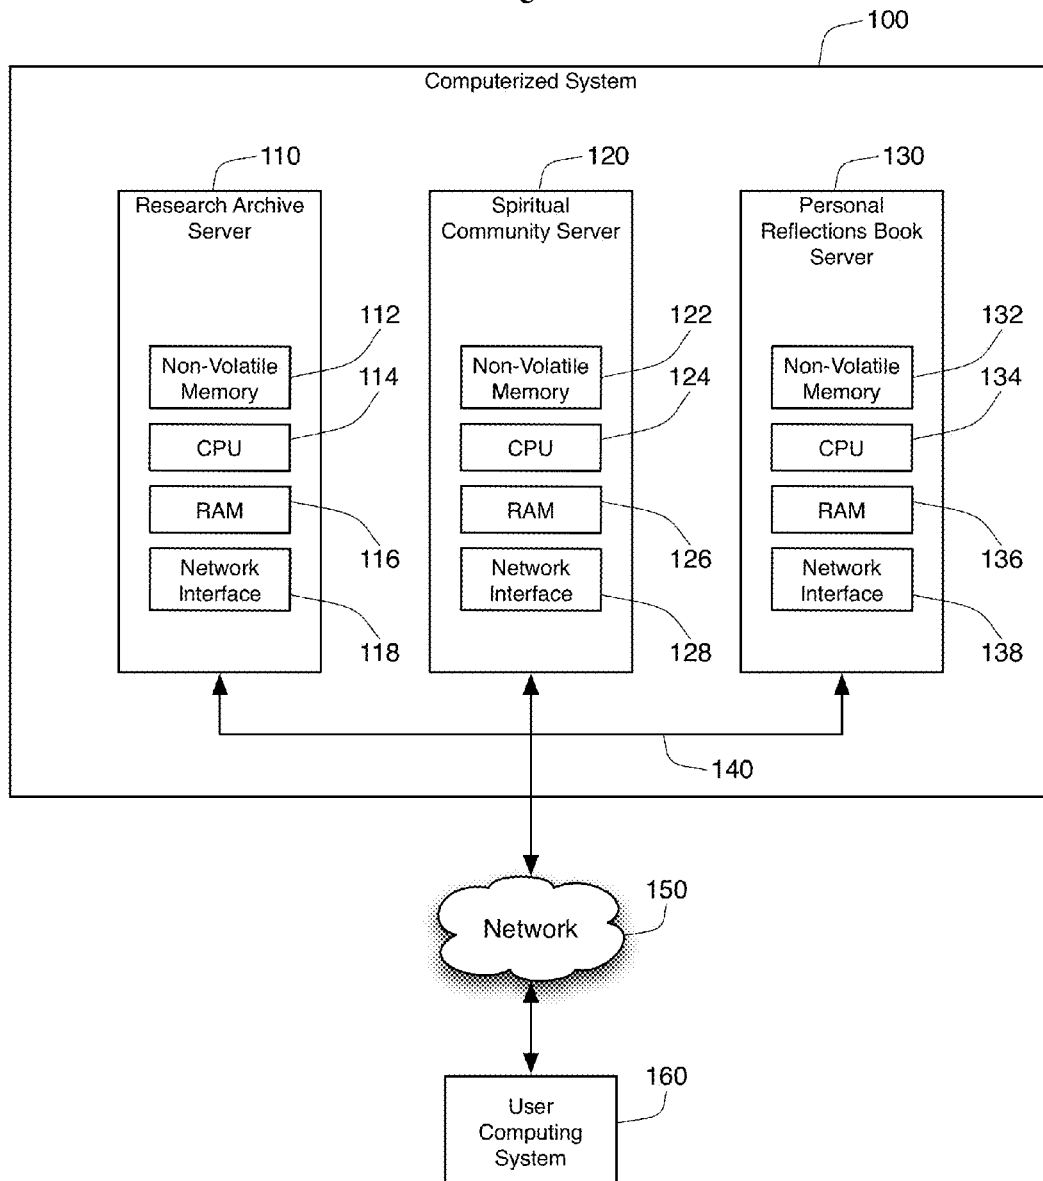 100
Computerized System
110
120
130
Research Archive
Server
Spiritual
Community Server
Personal
Reflections Book
Server
112
122
132
Non-Volatile
Memory
Non-Volatile
Memory
Non-Volatile
Memory
114
124
134
CPU
CPU
CPU
RAM
RAM
RAM
116
126
136
Network
Interface
Network
Interface
Network
Interface
118
128
138
140
150
Network
160
User
Computing
System